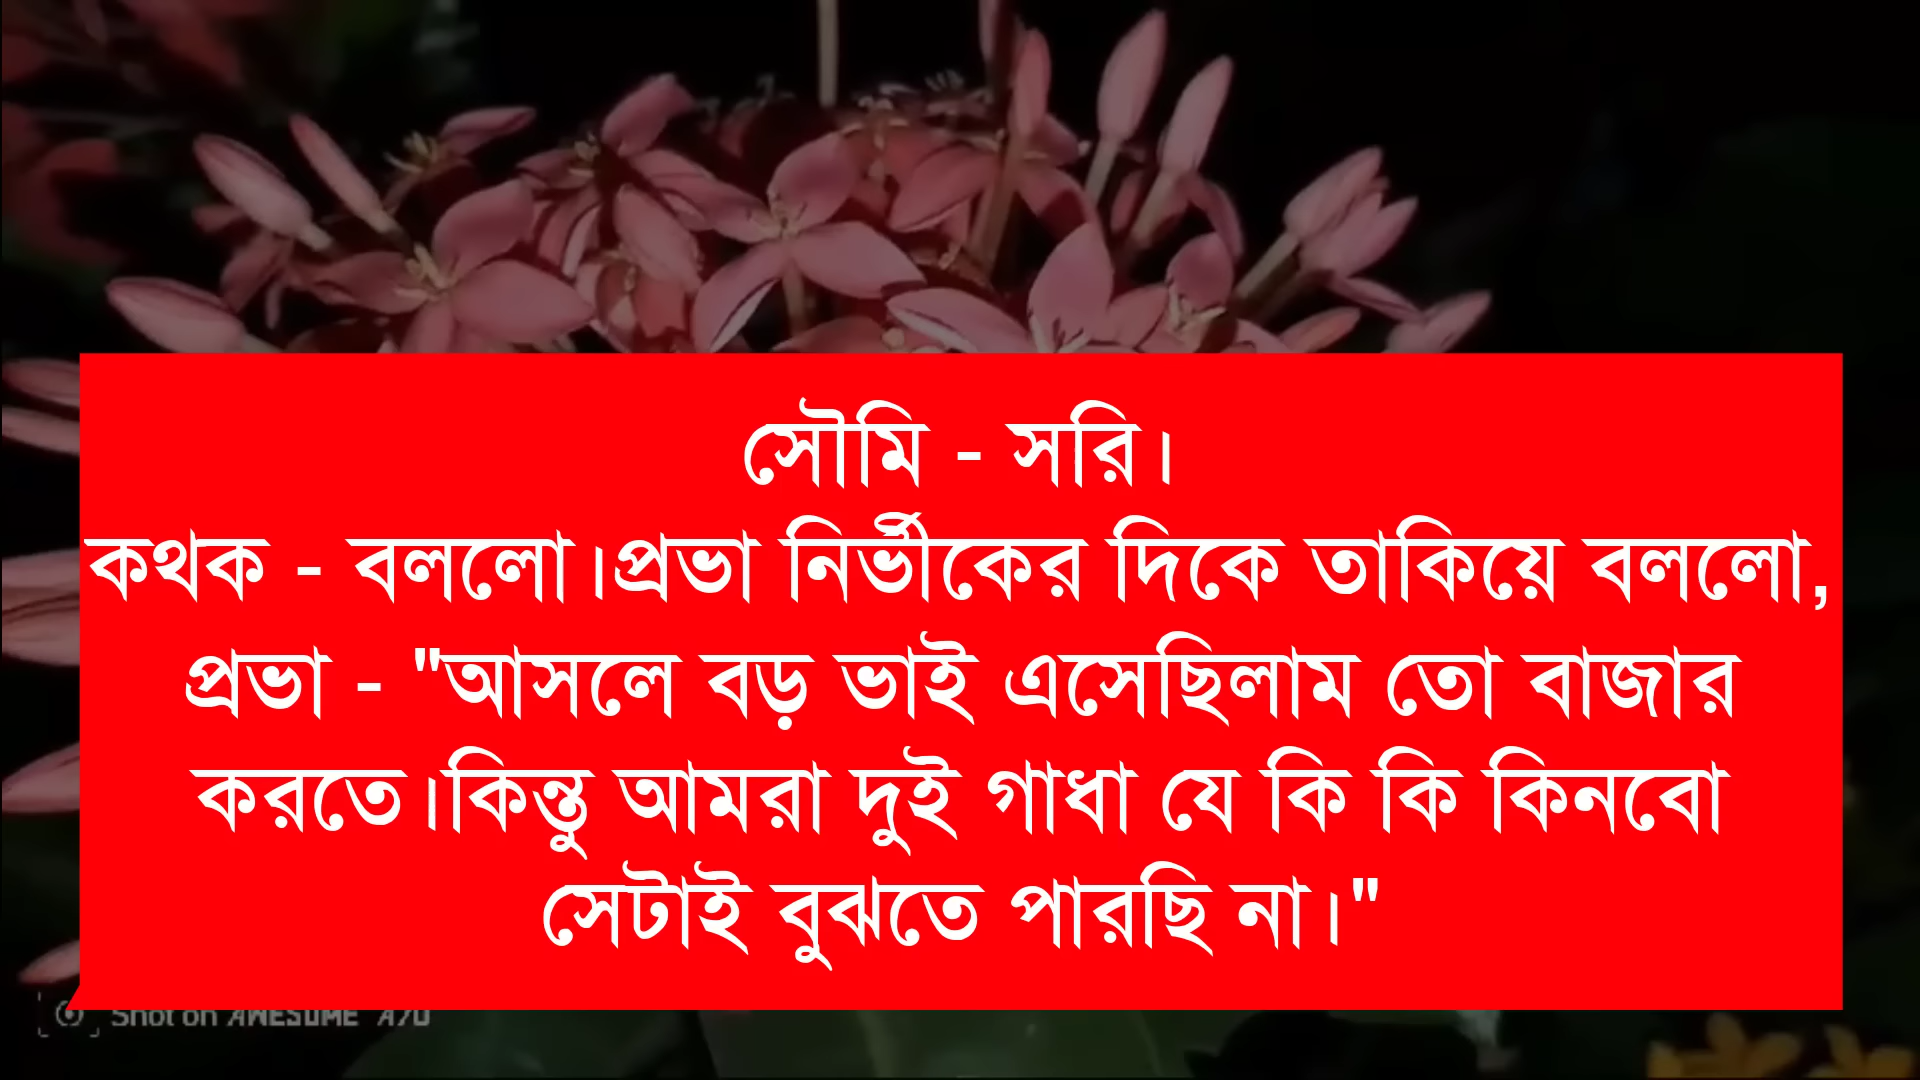 সৌমি - সরি।
কথক - বললো।প্রভা নির্ভীকের দিকে তাকিয়ে বললো,
প্রভা - "আসলে বড় ভাই এসেছিলাম তো বাজার
করতে।কিন্তু আমরা দুই গাধা যে কি কি কিনবো
সেটাই বুঝতে পারছি না।"
Shot on AWESOME A70